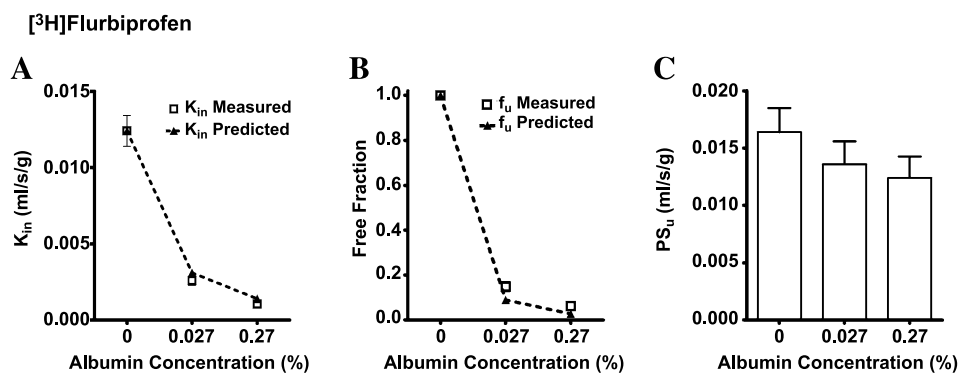 [³H]Flurbiprofen
A
K_in Measured
K_in Predicted
0.015
0.010
0.005
0.000
K_in (ml/s/g)
0
0.027
0.27
Albumin Concentration (%)
B
f_u Measured
f_u Predicted
1.0
0.8
0.6
0.4
0.2
0.0
Free Fraction
0
0.027
0.27
Albumin Concentration (%)
C
0.020
0.015
0.010
0.005
0.000
PS_u (ml/s/g)
0
0.027
0.27
Albumin Concentration (%)